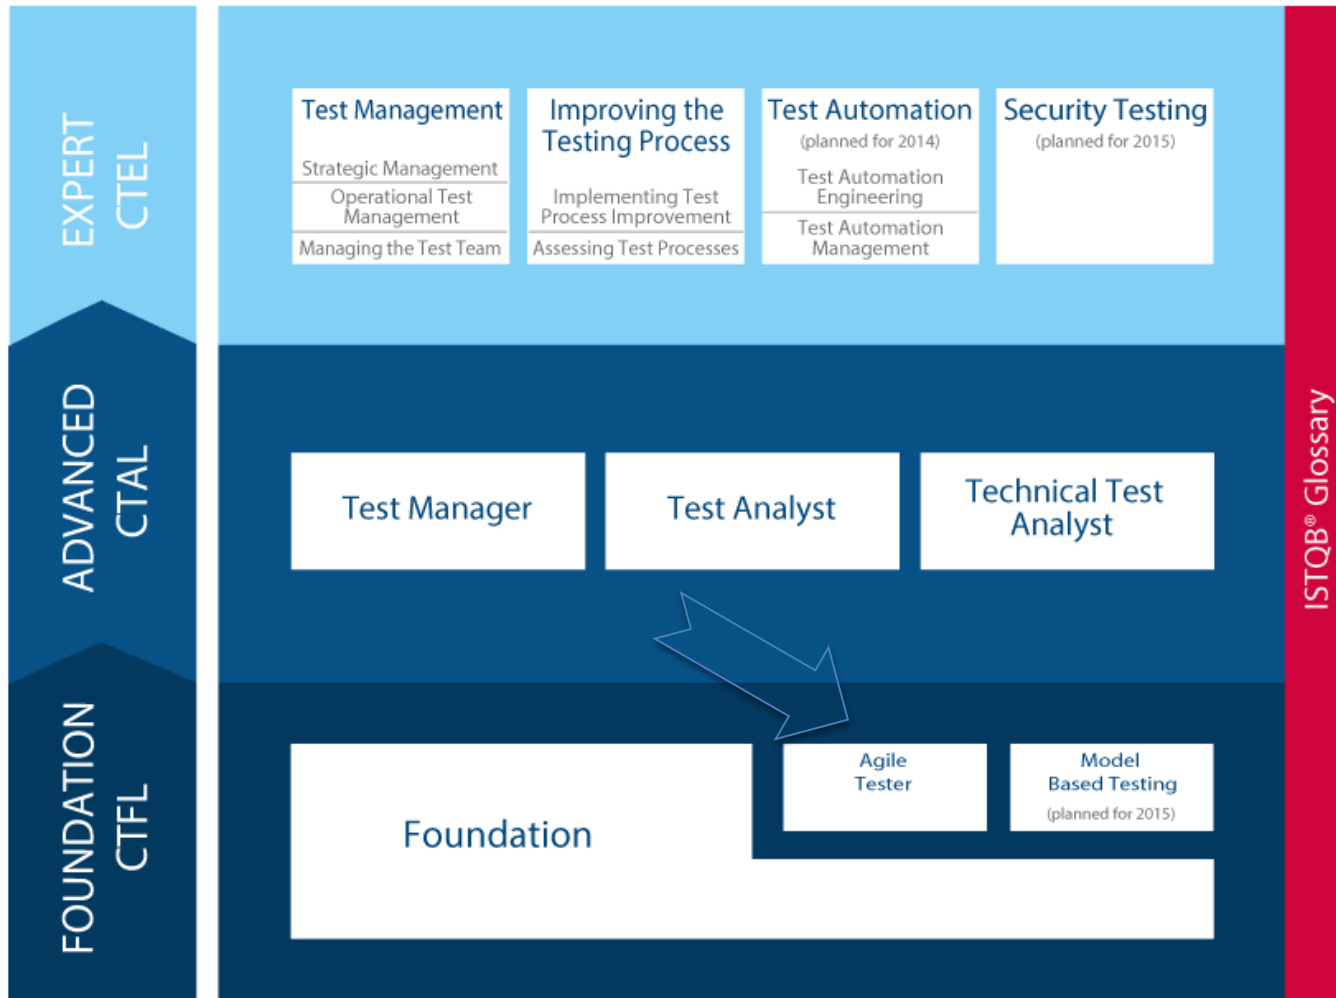 EXPERT
CTEL
Test Management
Strategic Management
Operational Test
Management
Managing the Test Team
Improving the
Testing Process
Implementing Test
Process Improvement
Assessing Test Processes
Test Automation
(planned for 2014)
Test Automation
Engineering
Test Automation
Management
Security Testing
(planned for 2015)
ADVANCED
CTAL
Test Manager
Test Analyst
Technical Test
Analyst
FOUNDATION
CTFL
Foundation
Agile
Tester
Model
Based Testing
(planned for 2015)
ISTQB® Glossary